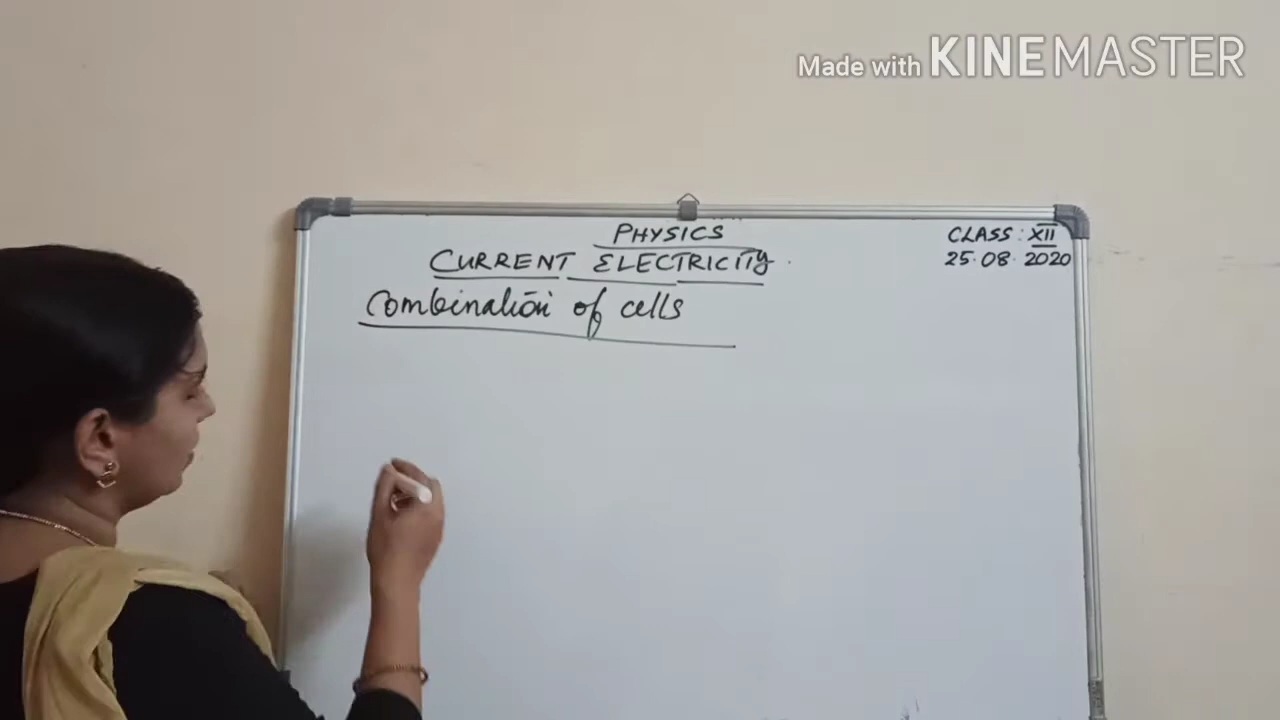 Made with KINEMASTER
PHYSICS
CLASS: XII
CURRENT ELECTRICITY.
25.08.2020
Combination of cells